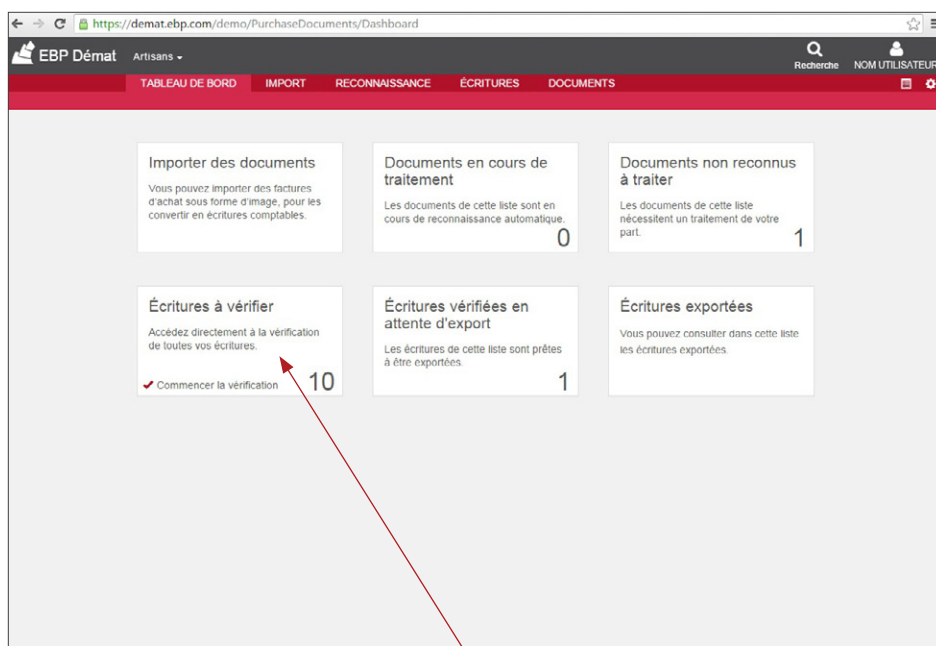 https://demat.ebp.com/demo/PurchaseDocuments/Dashboard
EBP Démat Artisans
Recherche NOM UTILISATEUR
TABLEAU DE BORD IMPORT RECONNAISSANCE ÉCRITURES DOCUMENTS
Importer des documents
Vous pouvez importer des factures
d'achat sous forme d'image, pour les
convertir en écritures comptables.
Documents en cours de
traitement
Les documents de cette liste sont en
cours de reconnaissance automatique.
0
Documents non reconnus
à traiter
Les documents de cette liste
nécessitent un traitement de votre
part.
1
Écritures à vérifier
Accédez directement à la vérification
de toutes vos écritures.
Commencer la vérification
10
Écritures vérifiées en
attente d'export
Les écritures de cette liste sont prêtes
à être exportées.
1
Écritures exportées
Vous pouvez consulter dans cette liste
les écritures exportées.